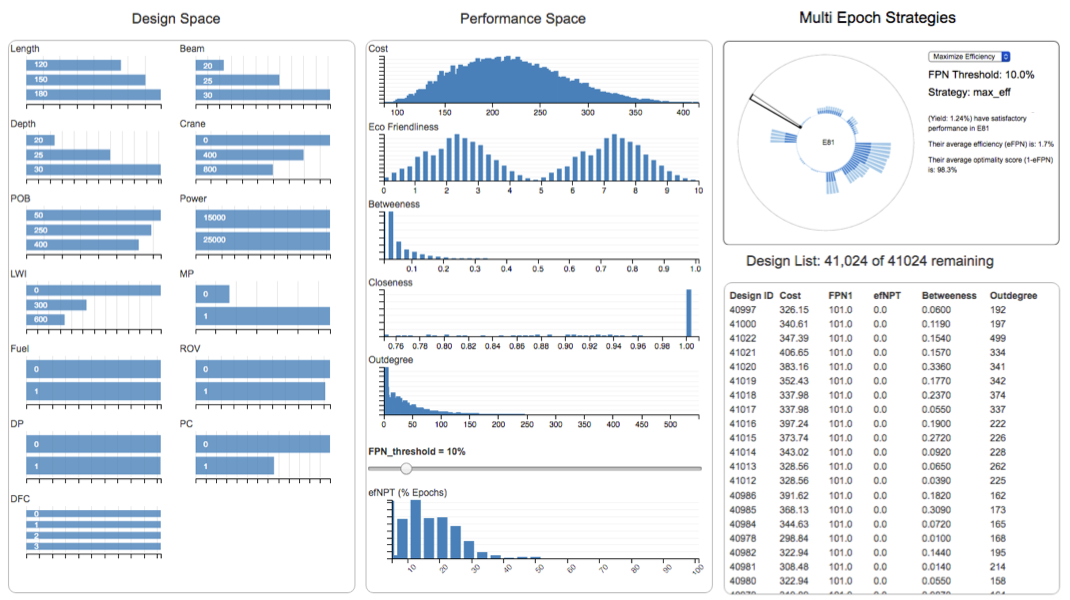 Design Space
Performance Space
Multi Epoch Strategies
Length
120
150
180
Beam
20
25
30
Depth
20
25
30
Crane
0
400
800
POB
50
250
400
Power
15000
25000
LWI
0
300
600
MP
0
1
Fuel
0
1
ROV
0
1
DP
0
1
PC
0
1
DFC
0
1
2
3
Cost
100 150 200 250 300 350 400
Eco Friendliness
0 1 2 3 4 5 6 7 8 9 10
Betweeness
0.1 0.2 0.3 0.4 0.5 0.6 0.7 0.8 0.9 1.0
Closeness
0.76 0.78 0.80 0.82 0.84 0.86 0.88 0.90 0.92 0.94 0.96 0.98 1.00
Outdegree
0 50 100 150 200 250 300 350 400 450 500
FPN_threshold = 10%
efNPT (% Epochs)
10 20 30 40 50 60 70 80 90 100
E81
Maximize Efficiency
FPN Threshold: 10.0%
Strategy: max_eff
(Yield: 1.24%) have satisfactory
performance in E81
Their average efficiency (eFPN) is: 1.7%
Their average optimality score (1-eFPN)
is: 98.3%
Design List: 41,024 of 41024 remaining
Design ID Cost FPN1 efNPT Betweeness Outdegree
40997 326.15 101.0 0.0 0.0600 192
41000 340.61 101.0 0.0 0.1190 197
41022 347.39 101.0 0.0 0.1540 499
41021 406.65 101.0 0.0 0.1570 334
41020 383.16 101.0 0.0 0.3360 341
41019 352.43 101.0 0.0 0.1770 342
41018 337.98 101.0 0.0 0.2370 374
41017 337.98 101.0 0.0 0.0550 337
41016 397.24 101.0 0.0 0.1900 222
41015 373.74 101.0 0.0 0.2720 226
41014 343.02 101.0 0.0 0.0920 228
41013 328.56 101.0 0.0 0.0650 262
41012 328.56 101.0 0.0 0.0390 225
40986 391.62 101.0 0.0 0.1820 162
40985 368.13 101.0 0.0 0.3090 173
40984 344.63 101.0 0.0 0.0720 165
40978 298.84 101.0 0.0 0.0100 168
40982 322.94 101.0 0.0 0.1440 195
40981 308.48 101.0 0.0 0.0140 214
40980 322.94 101.0 0.0 0.0550 158